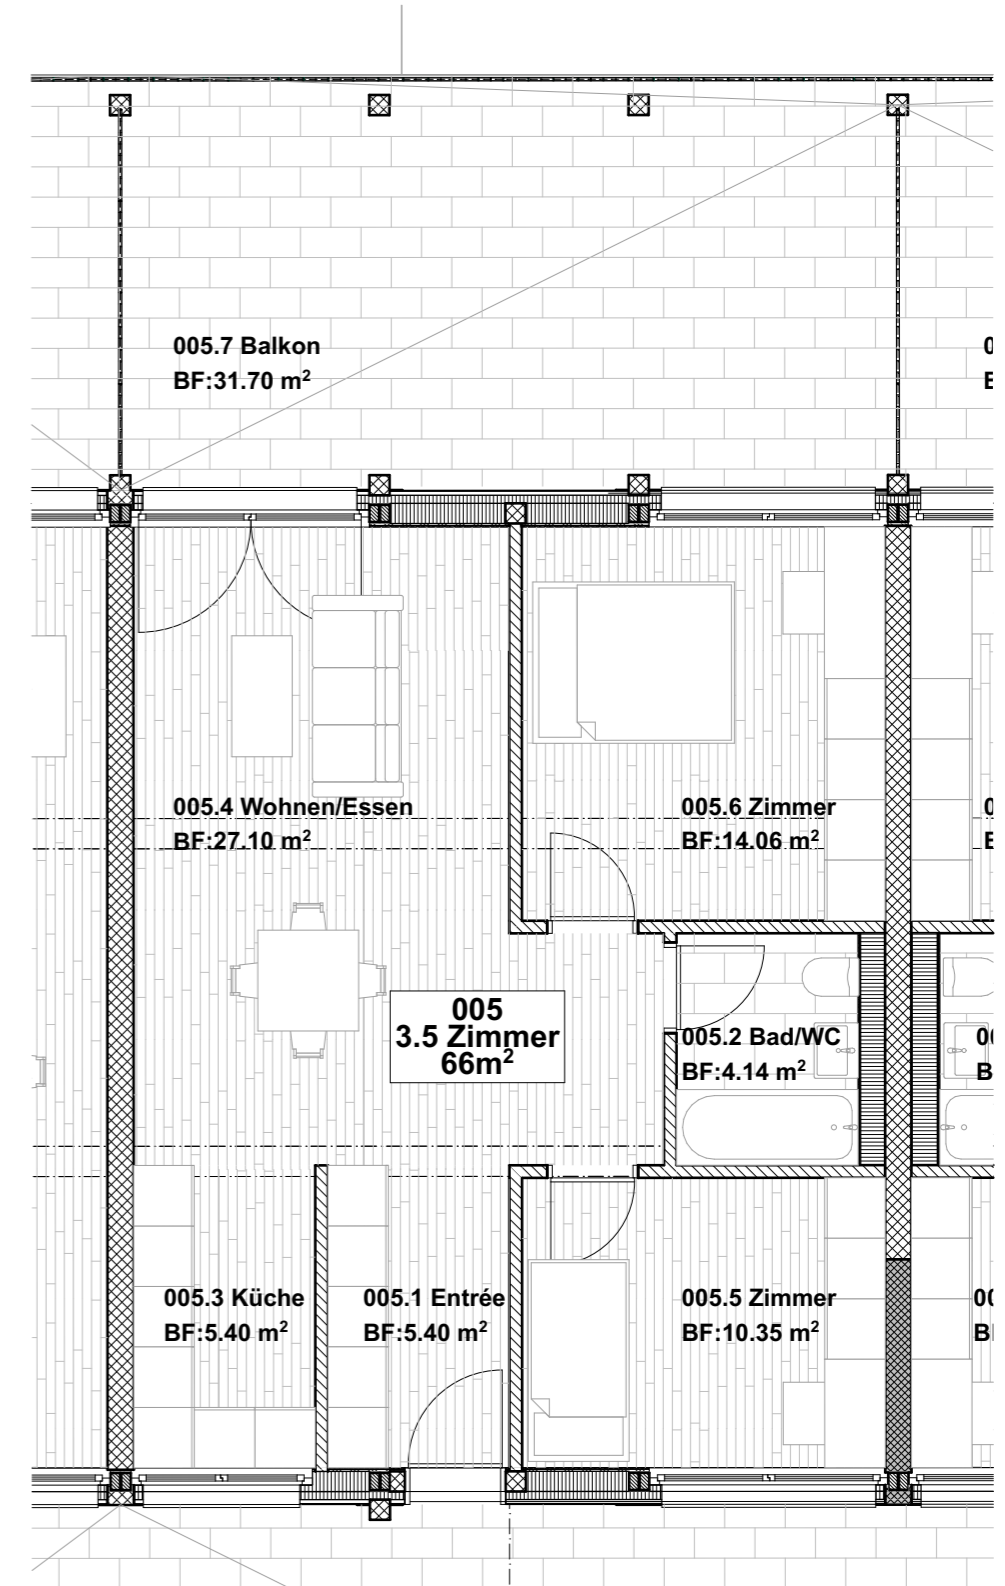 005.7 Balkon
BF:31.70 m²
005.4 Wohnen/Essen
BF:27.10 m²
005.6 Zimmer
BF:14.06 m²
005
3.5 Zimmer
66m²
005.2 Bad/WC
BF:4.14 m²
005.3 Küche
BF:5.40 m²
005.1 Entrée
BF:5.40 m²
005.5 Zimmer
BF:10.35 m²